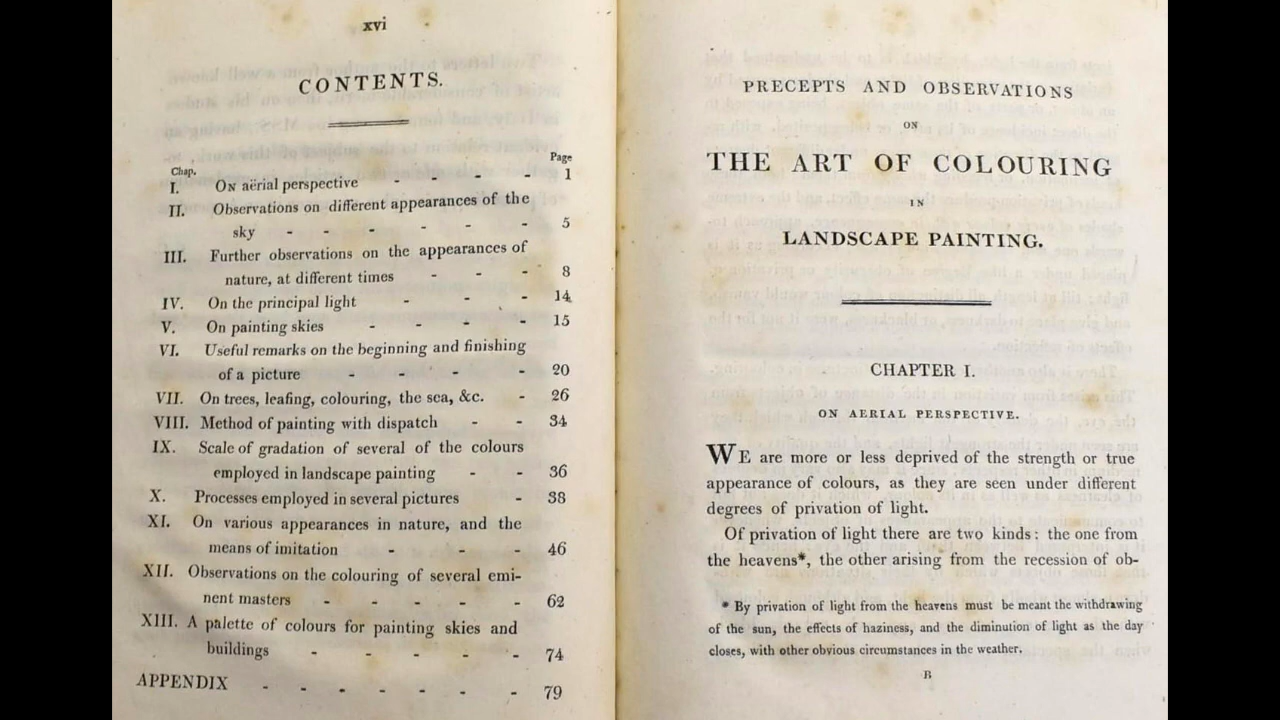 xvi
CONTENTS.
Page
Chap.
I. On aërial perspective - - - - 1
II. Observations on different appearances of the
sky - - - - - - 5
III. Further observations on the appearances of
nature, at different times - - - 8
IV. On the principal light - - - 14
V. On painting skies - - - - 15
VI. Useful remarks on the beginning and finishing
of a picture - - - - 20
VII. On trees, leafing, colouring, the sea, &c. - 26
VIII. Method of painting with dispatch - - 34
IX. Scale of gradation of several of the colours
employed in landscape painting - - 36
X. Processes employed in several pictures - 38
XI. On various appearances in nature, and the
means of imitation - - - 46
XII. Observations on the colouring of several emi-
nent masters - - - - - 62
XIII. A palette of colours for painting skies and
buildings - - - - - 74
APPENDIX - - - - - - 79
PRECEPTS AND OBSERVATIONS
ON
THE ART OF COLOURING
IN
LANDSCAPE PAINTING.
CHAPTER I.
ON AERIAL PERSPECTIVE.
WE are more or less deprived of the strength or true
appearance of colours, as they are seen under different
degrees of privation of light.
Of privation of light there are two kinds: the one from
the heavens*, the other arising from the recession of ob-
* By privation of light from the heavens must be meant the withdrawing
of the sun, the effects of haziness, and the diminution of light as the day
closes, with other obvious circumstances in the weather.
B